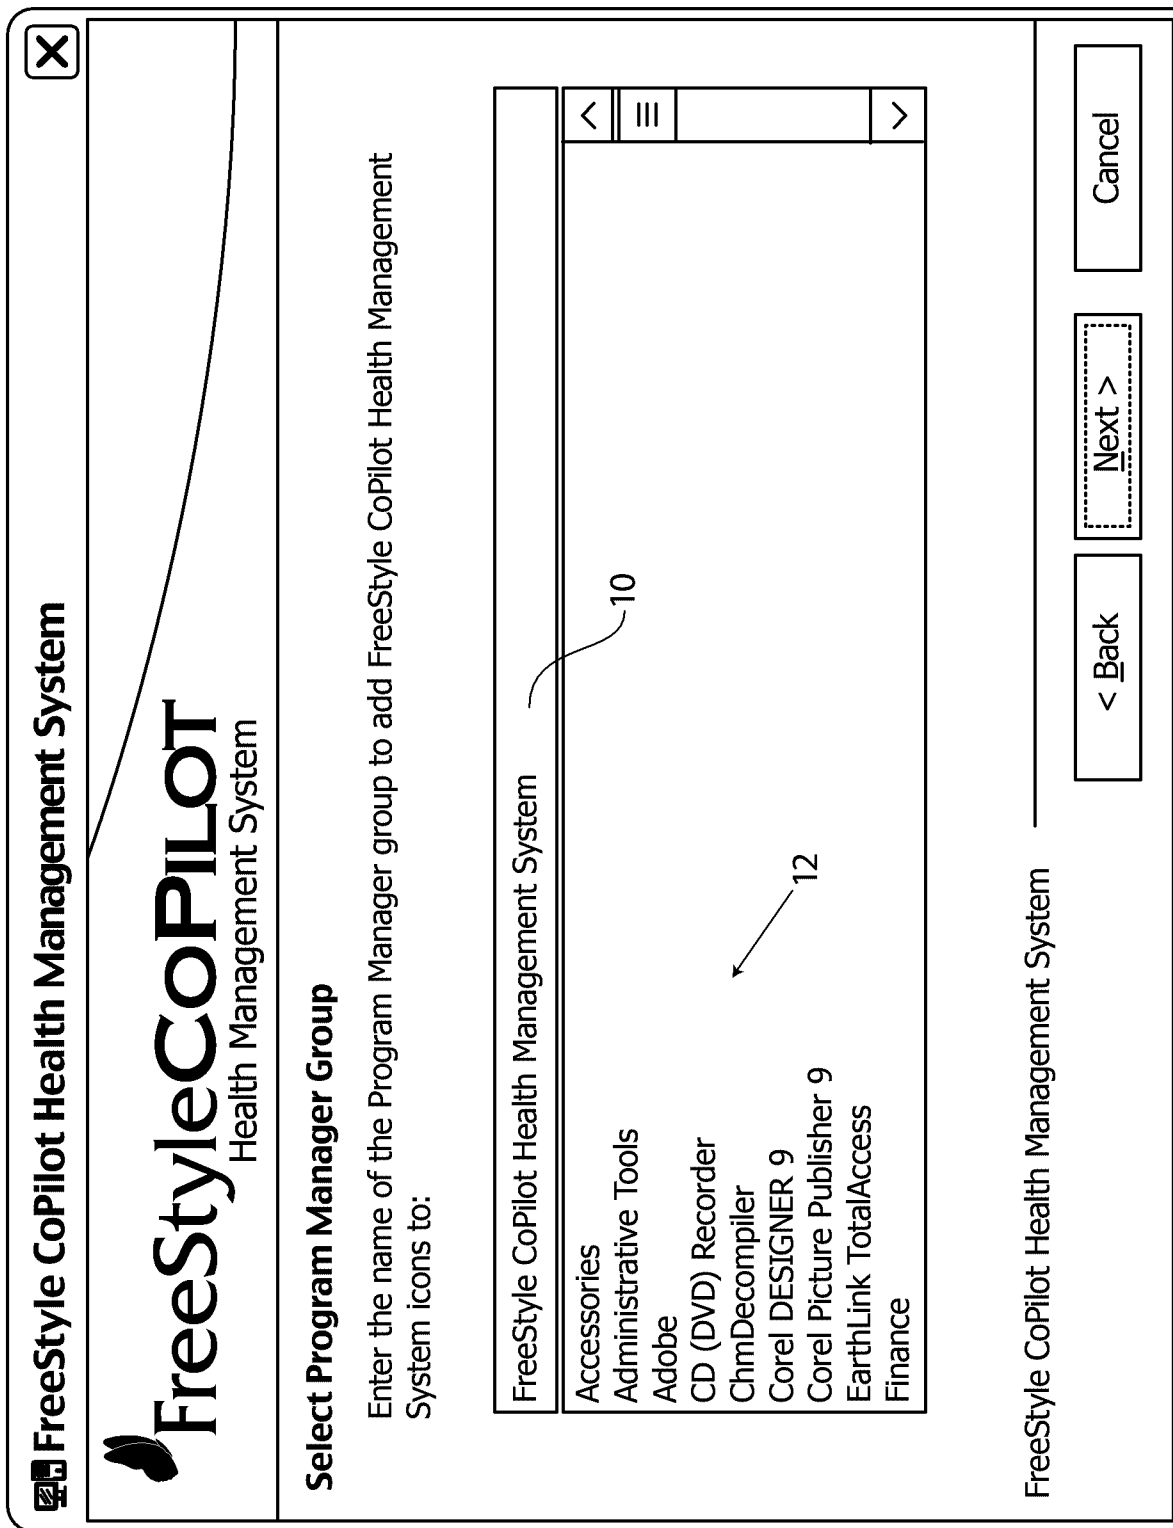 FreeStyle CoPilot Health Management System
FreeStyleCoPilot
Health Management System
Select Program Manager Group
Enter the name of the Program Manager group to add FreeStyle CoPilot Health Management
System icons to:
FreeStyle CoPilot Health Management System
10
Accessories
Administrative Tools
Adobe
CD (DVD) Recorder
ChmDecompiler
Corel DESIGNER 9
Corel Picture Publisher 9
EarthLink TotalAccess
Finance
12
FreeStyle CoPilot Health Management System
< Back
Next >
Cancel